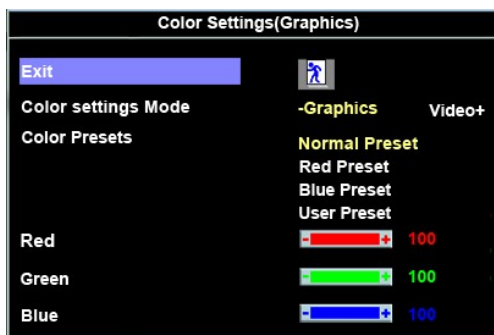 Color Settings(Graphics)
Exit
Color settings Mode -Graphics Video+
Color Presets Normal Preset
Red Preset
Blue Preset
User Preset
Red - + 100
Green - + 100
Blue - + 100